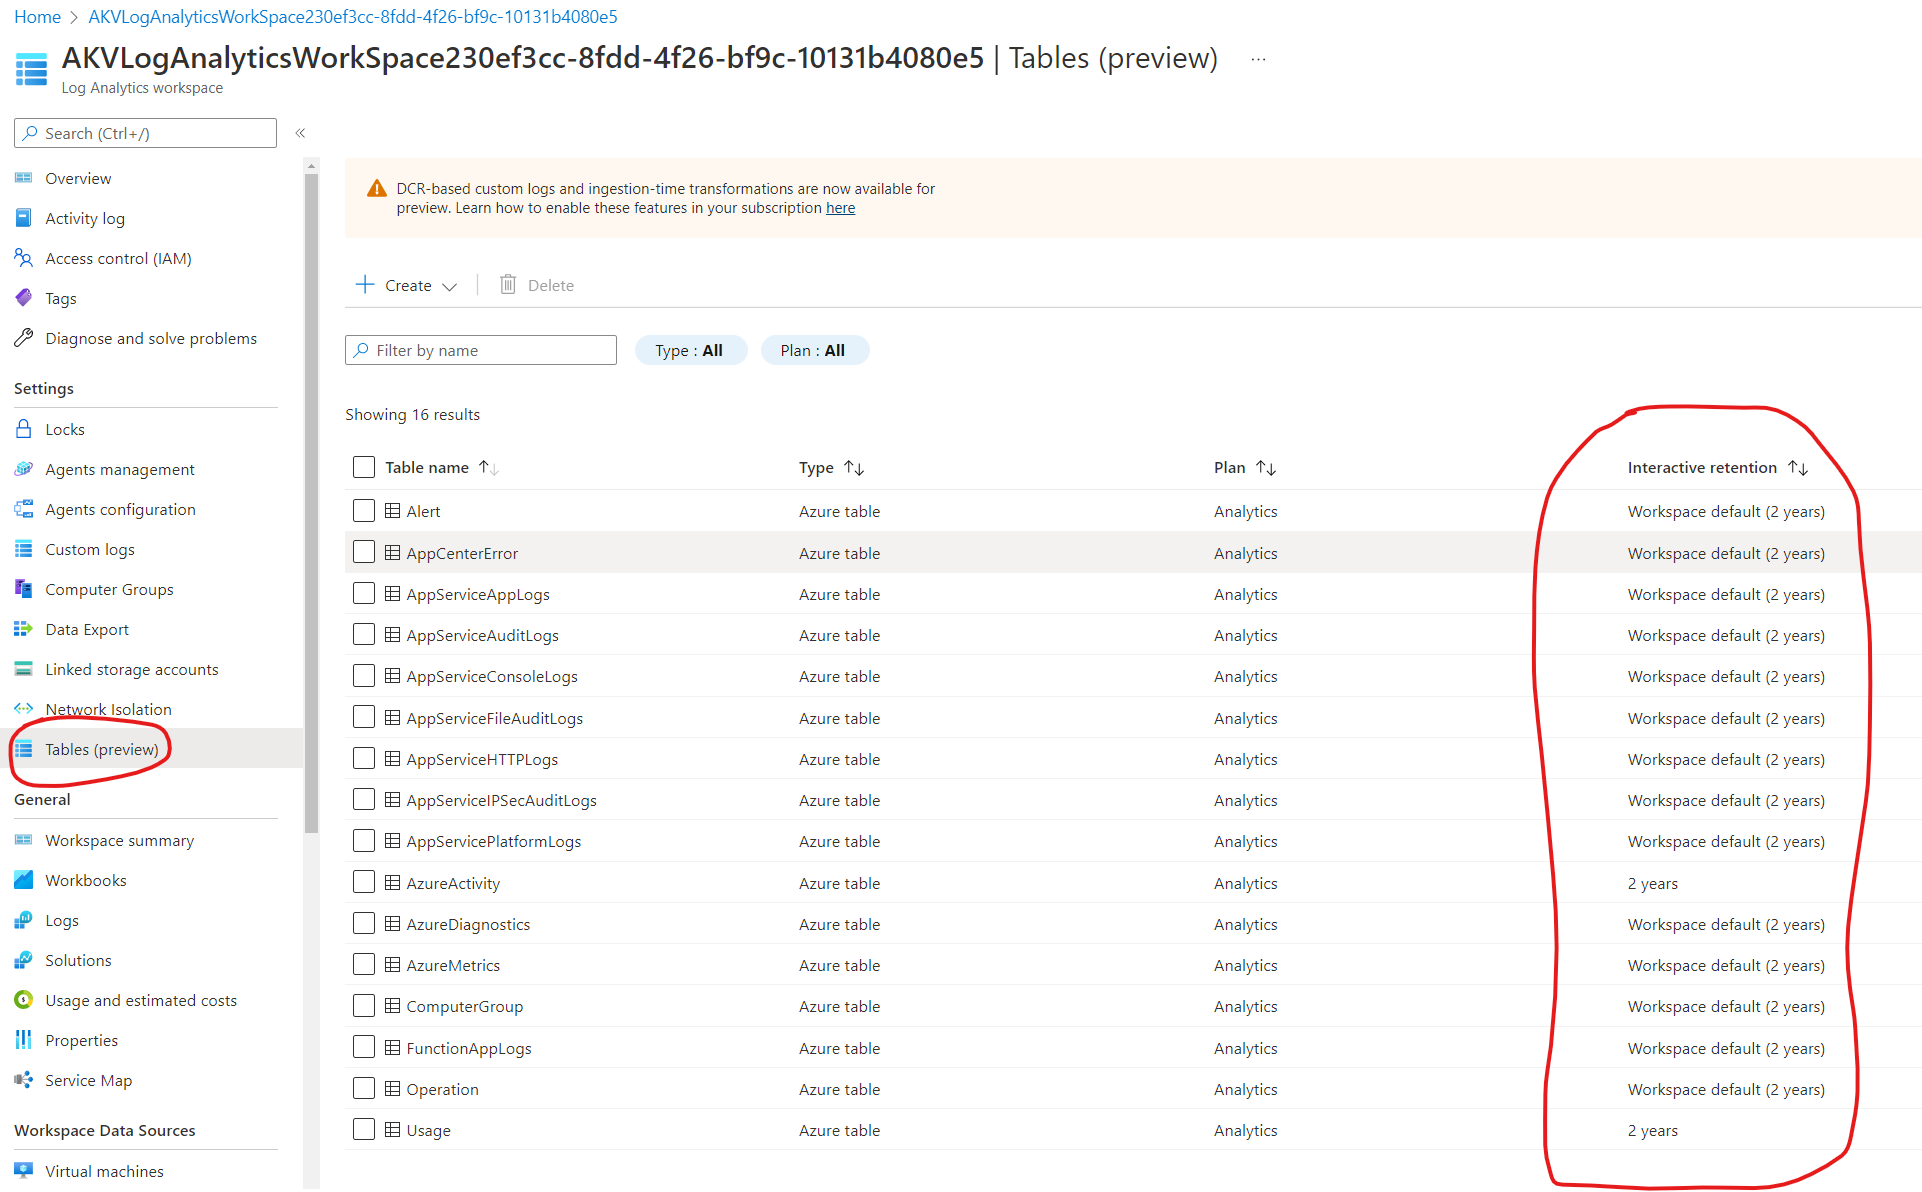 Home > AKVLogAnalyticsWorkSpace230ef3cc-8fdd-4f26-bf9c-10131b4080e5
AKVLogAnalyticsWorkSpace230ef3cc-8fdd-4f26-bf9c-10131b4080e5 | Tables (preview) ...
Log Analytics workspace
Search (Ctrl+/) «
Overview
Activity log
Access control (IAM)
Tags
Diagnose and solve problems
Settings
Locks
Agents management
Agents configuration
Custom logs
Computer Groups
Data Export
Linked storage accounts
Network Isolation
Tables (preview)
General
Workspace summary
Workbooks
Logs
Solutions
Usage and estimated costs
Properties
Service Map
Workspace Data Sources
Virtual machines
DCR-based custom logs and ingestion-time transformations are now available for
preview. Learn how to enable these features in your subscription here
Create Delete
Filter by name Type : All Plan : All
Showing 16 results
Table name Type Plan Interactive retention
Alert Azure table Analytics Workspace default (2 years)
AppCenterError Azure table Analytics Workspace default (2 years)
AppServiceAppLogs Azure table Analytics Workspace default (2 years)
AppServiceAuditLogs Azure table Analytics Workspace default (2 years)
AppServiceConsoleLogs Azure table Analytics Workspace default (2 years)
AppServiceFileAuditLogs Azure table Analytics Workspace default (2 years)
AppServiceHTTPLogs Azure table Analytics Workspace default (2 years)
AppServiceIPSecAuditLogs Azure table Analytics Workspace default (2 years)
AppServicePlatformLogs Azure table Analytics Workspace default (2 years)
AzureActivity Azure table Analytics 2 years
AzureDiagnostics Azure table Analytics Workspace default (2 years)
AzureMetrics Azure table Analytics Workspace default (2 years)
ComputerGroup Azure table Analytics Workspace default (2 years)
FunctionAppLogs Azure table Analytics Workspace default (2 years)
Operation Azure table Analytics Workspace default (2 years)
Usage Azure table Analytics 2 years